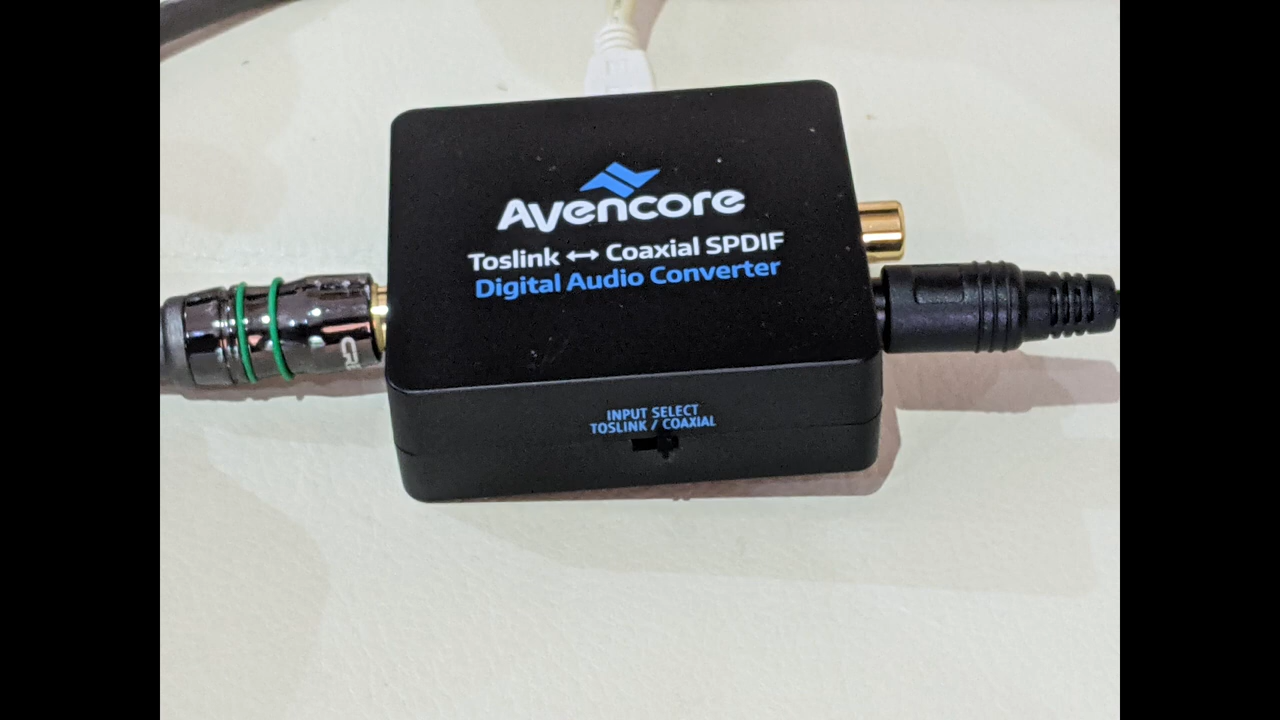 Avencore
Toslink ↔ Coaxial SPDIF
Digital Audio Converter
INPUT SELECT
TOSLINK / COAXIAL